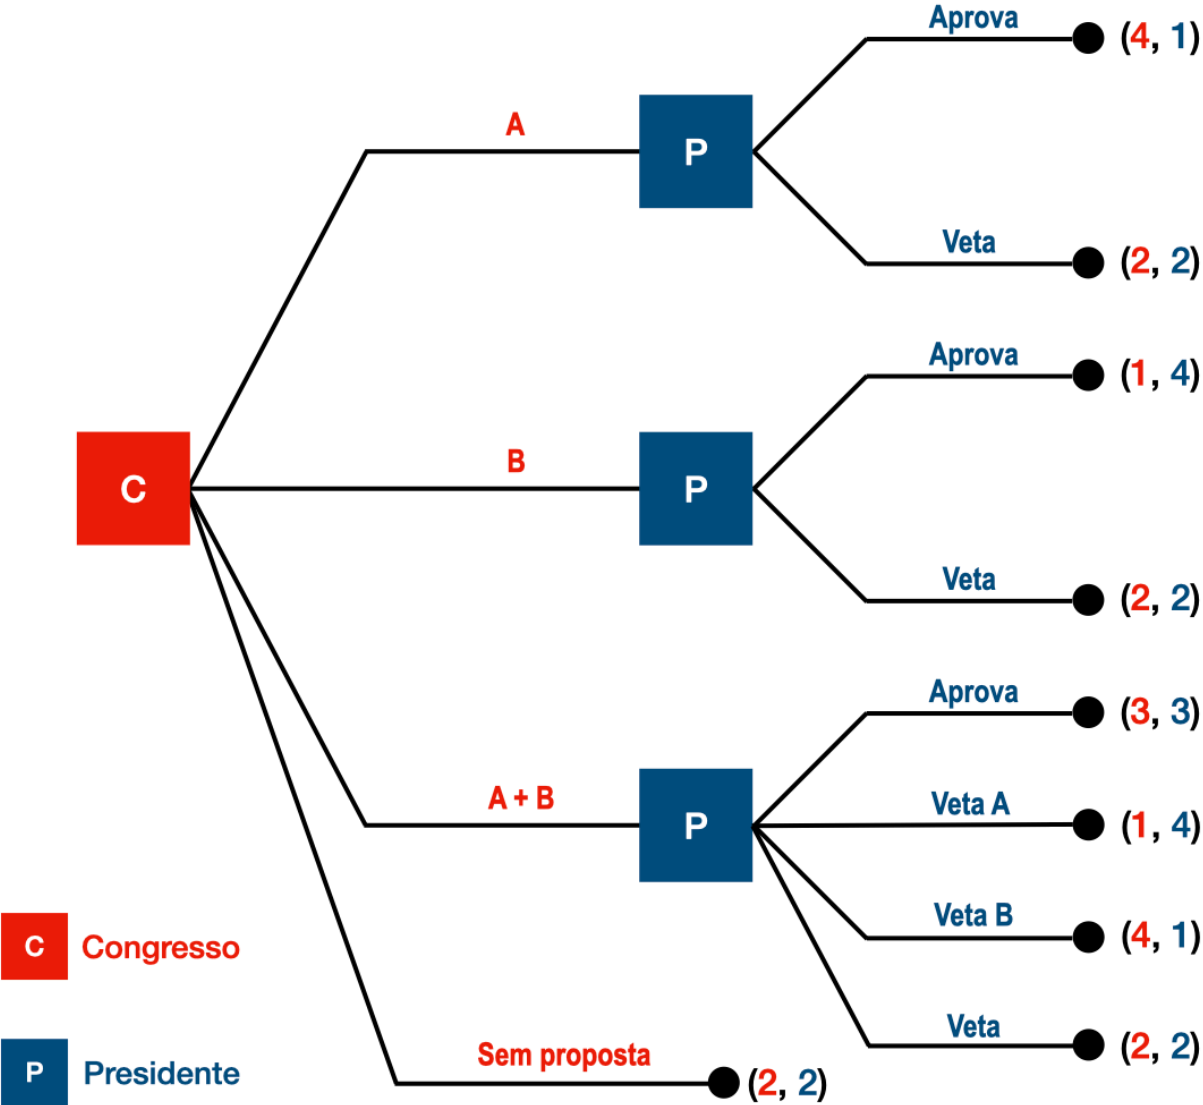 Aprova (4, 1)
A
P
Veta (2, 2)
Aprova (1, 4)
B
C P
Veta (2, 2)
Aprova (3, 3)
A + B
P
Veta A (1, 4)
Veta B (4, 1)
Veta (2, 2)
C Congresso
Sem proposta (2, 2)
P Presidente